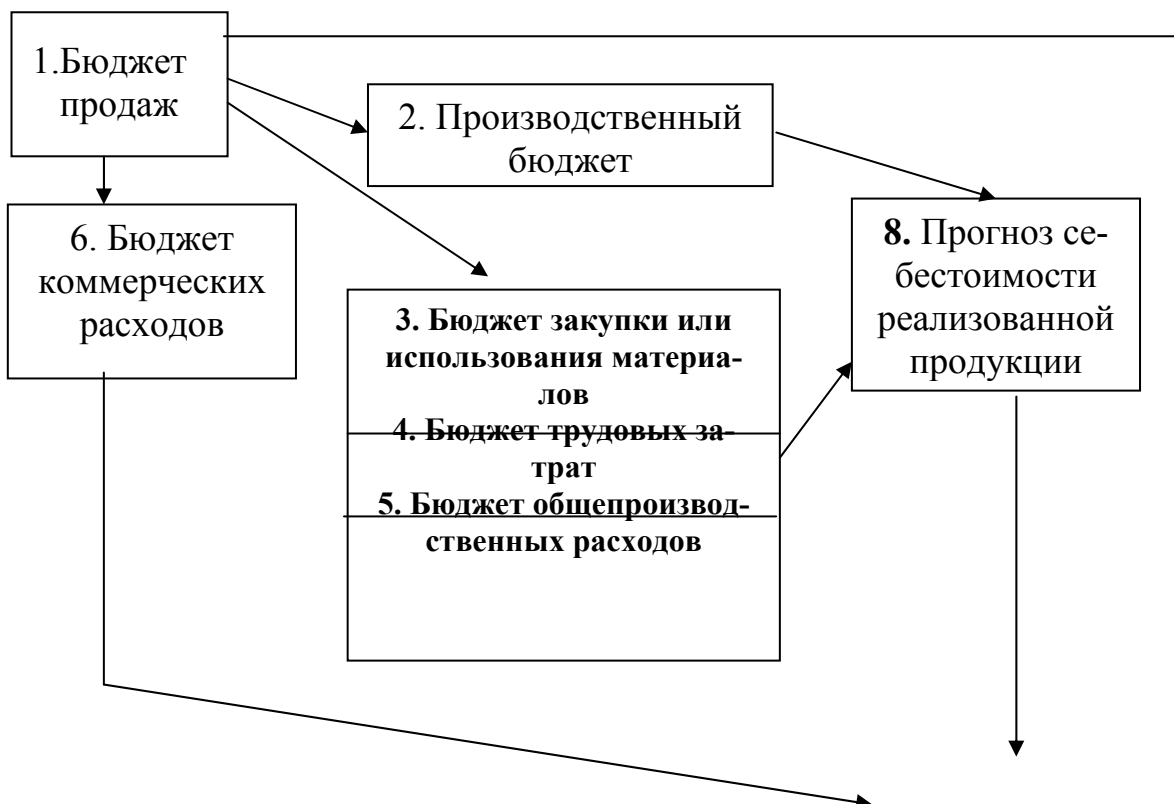 1.Бюджет
продаж
2. Производственный
бюджет
6. Бюджет
коммерческих
расходов
8. Прогноз се-
бестоимости
реализованной
продукции
3. Бюджет закупки или
использования материа-
лов
4. Бюджет трудовых за-
трат
5. Бюджет общепроизвод-
ственных расходов